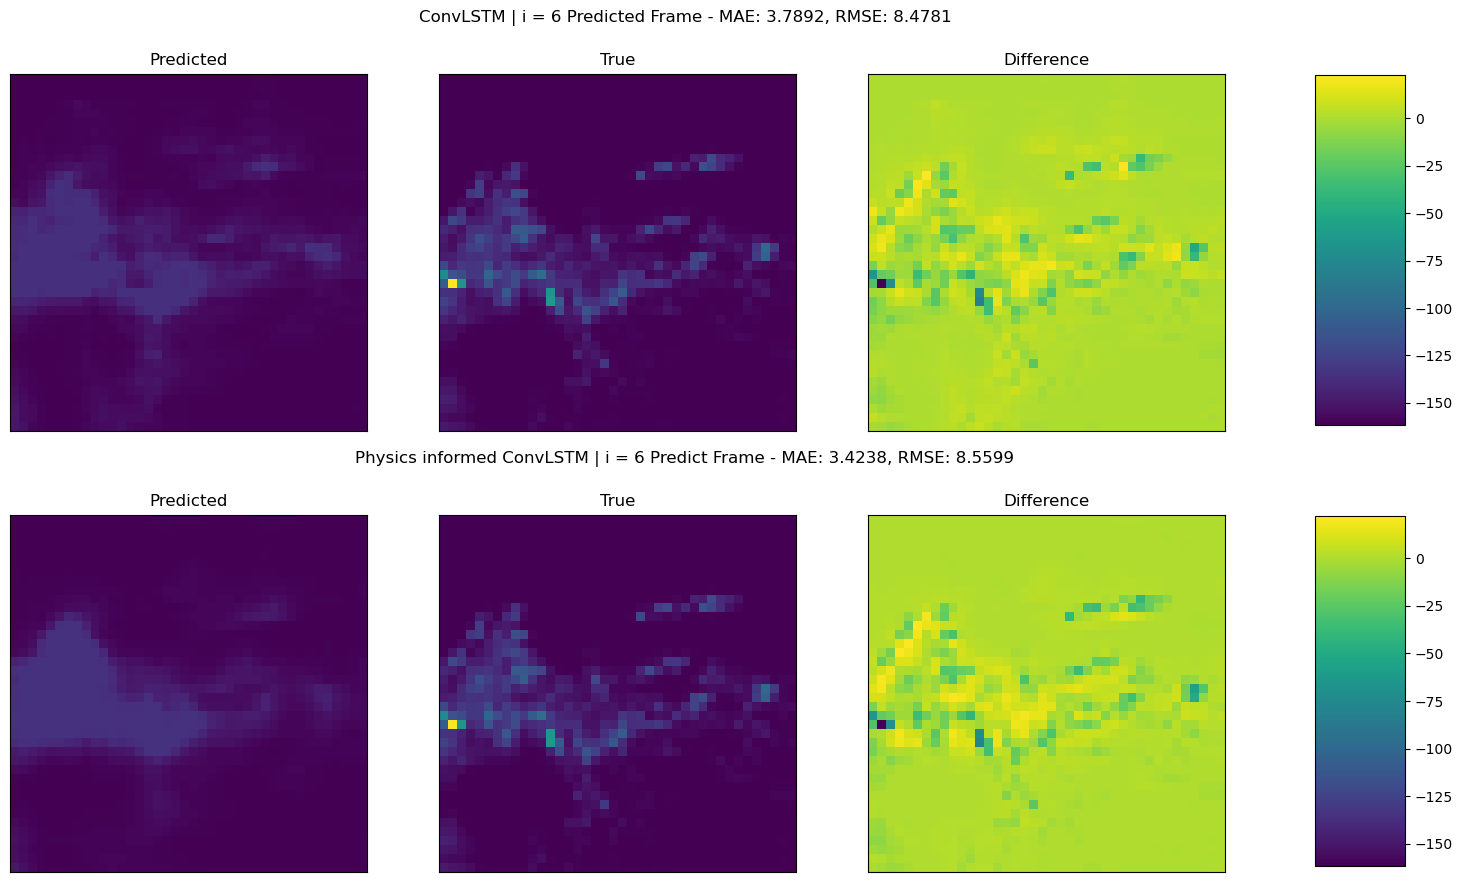 ConvLSTM | i = 6 Predicted Frame - MAE: 3.7892, RMSE: 8.4781
Predicted
True
Difference
0
−25
−50
−75
−100
−125
−150
Physics informed ConvLSTM | i = 6 Predict Frame - MAE: 3.4238, RMSE: 8.5599
Predicted
True
Difference
0
−25
−50
−75
−100
−125
−150